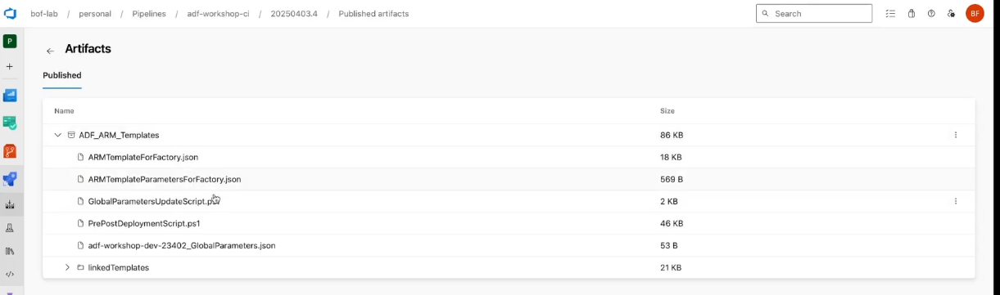 bof-lab / personal / Pipelines / adf-workshop-ci / 20250403.4 / Published artifacts
Search
BF
P
Artifacts
Published
Name Size
ADF_ARM_Templates 86 KB
ARMTemplateForFactory.json 18 KB
ARMTemplateParametersForFactory.json 569 B
GlobalParametersUpdateScript.ps1 2 KB
PrePostDeploymentScript.ps1 46 KB
adf-workshop-dev-23402_GlobalParameters.json 53 B
linkedTemplates 21 KB